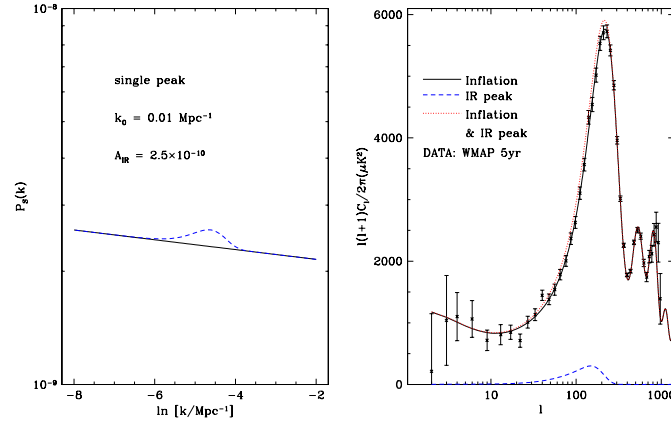 10⁻⁸
single peak
k₀ = 0.01 Mpc⁻¹
A_IR = 2.5×10⁻¹⁰
P_S(k)
10⁻⁹
-8 -6 -4 -2
ln [k/Mpc⁻¹]
6000
4000
2000
0
l(l+1)C_l/2π(μK²)
Inflation
IR peak
Inflation
& IR peak
DATA: WMAP 5yr
10 100 1000
l